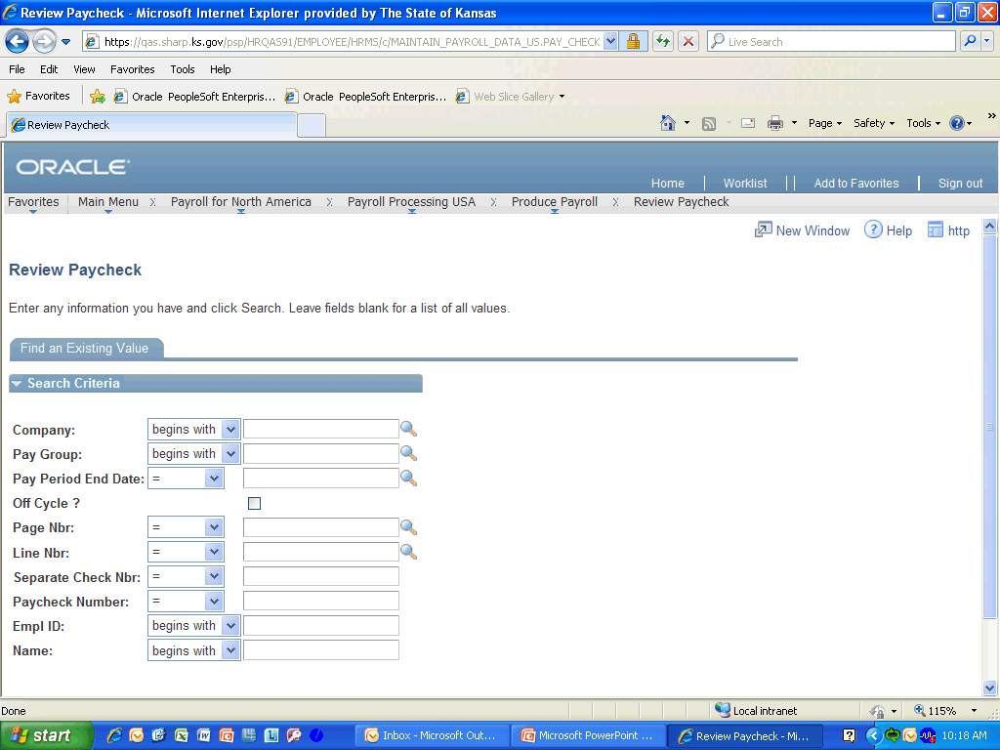 Review Paycheck - Microsoft Internet Explorer provided by The State of Kansas
https://qas.sharp.ks.gov/psp/HRQAS91/EMPLOYEE/HRMS/c/MAINTAIN_PAYROLL_DATA_US.PAY_CHECK Live Search
File Edit View Favorites Tools Help
Favorites Oracle PeopleSoft Enterpris... Oracle PeopleSoft Enterpris... Web Slice Gallery
Review Paycheck Page Safety Tools »
ORACLE®
Home Worklist Add to Favorites Sign out
Favorites Main Menu > Payroll for North America > Payroll Processing USA > Produce Payroll > Review Paycheck
New Window ? Help http
Review Paycheck
Enter any information you have and click Search. Leave fields blank for a list of all values.
Find an Existing Value
Search Criteria
Company: begins with
Pay Group: begins with
Pay Period End Date: =
Off Cycle ?
Page Nbr: =
Line Nbr: =
Separate Check Nbr: =
Paycheck Number: =
Empl ID: begins with
Name: begins with
Done Local intranet 115%
start Inbox - Microsoft Out... Microsoft PowerPoint ... Review Paycheck - Mi... 10:18 AM